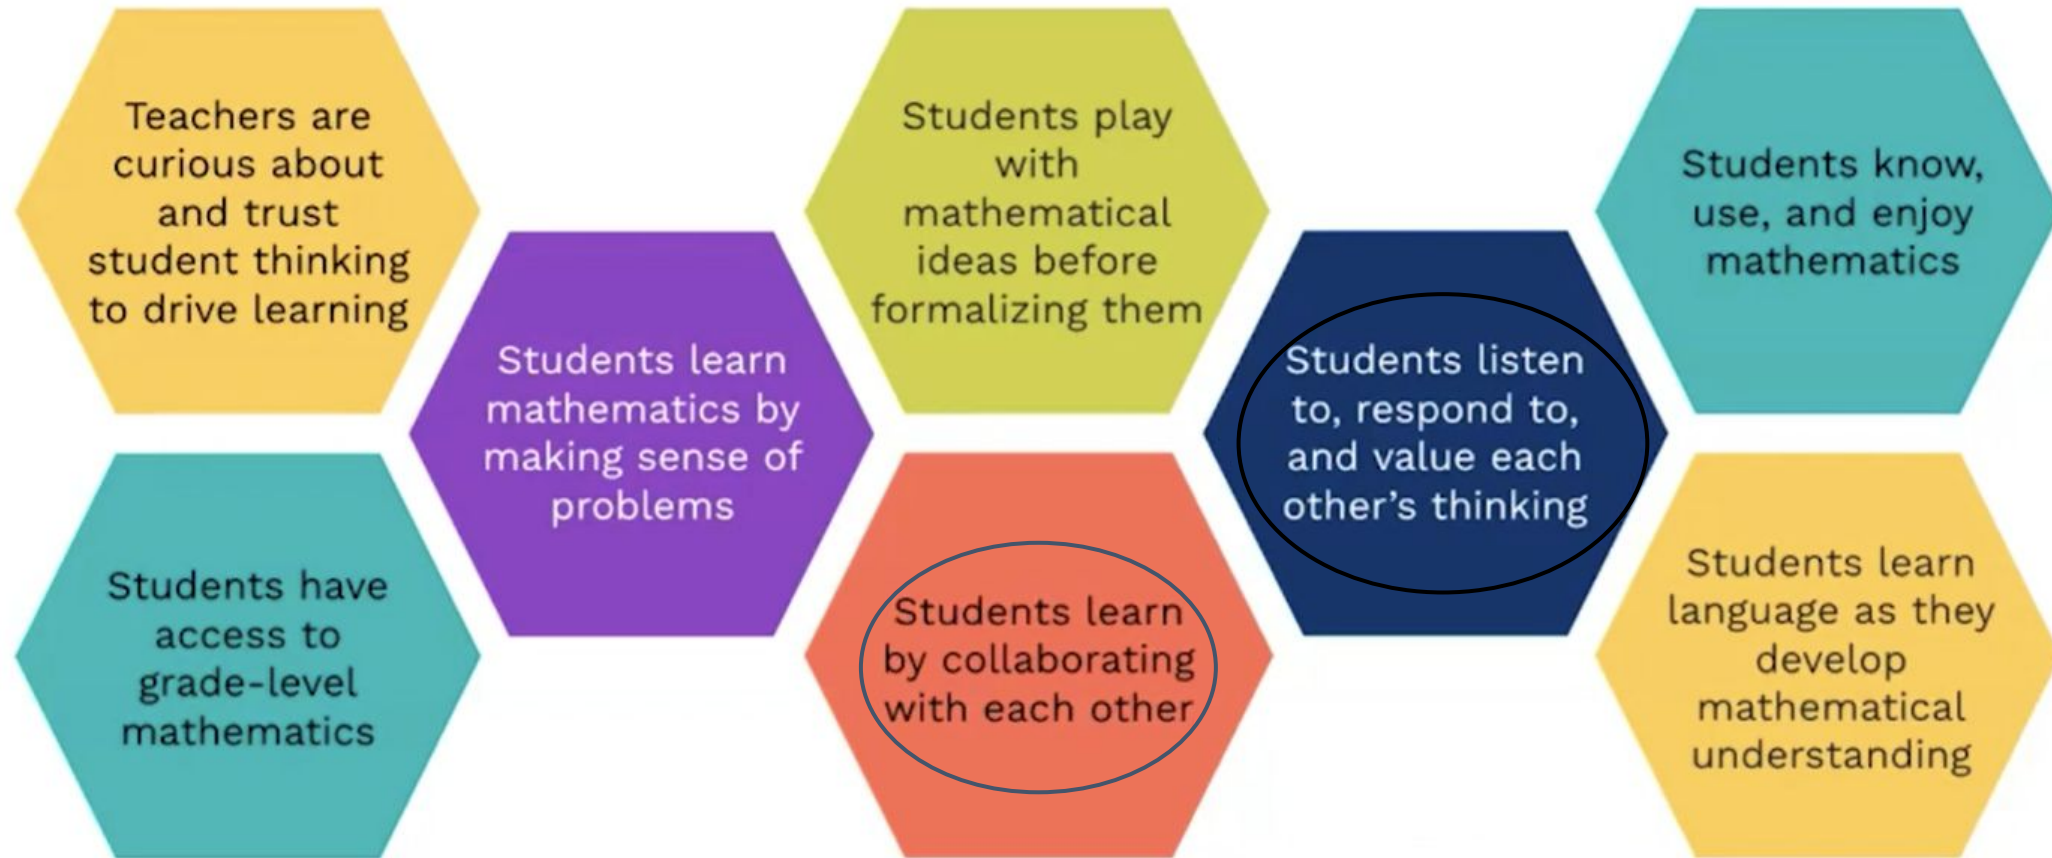 Teachers are
curious about
and trust
student thinking
to drive learning
Students have
access to
grade-level
mathematics
Students learn
mathematics by
making sense of
problems
Students play
with
mathematical
ideas before
formalizing them
Students learn
by collaborating
with each other
Students listen
to, respond to,
and value each
other’s thinking
Students know,
use, and enjoy
mathematics
Students learn
language as they
develop
mathematical
understanding